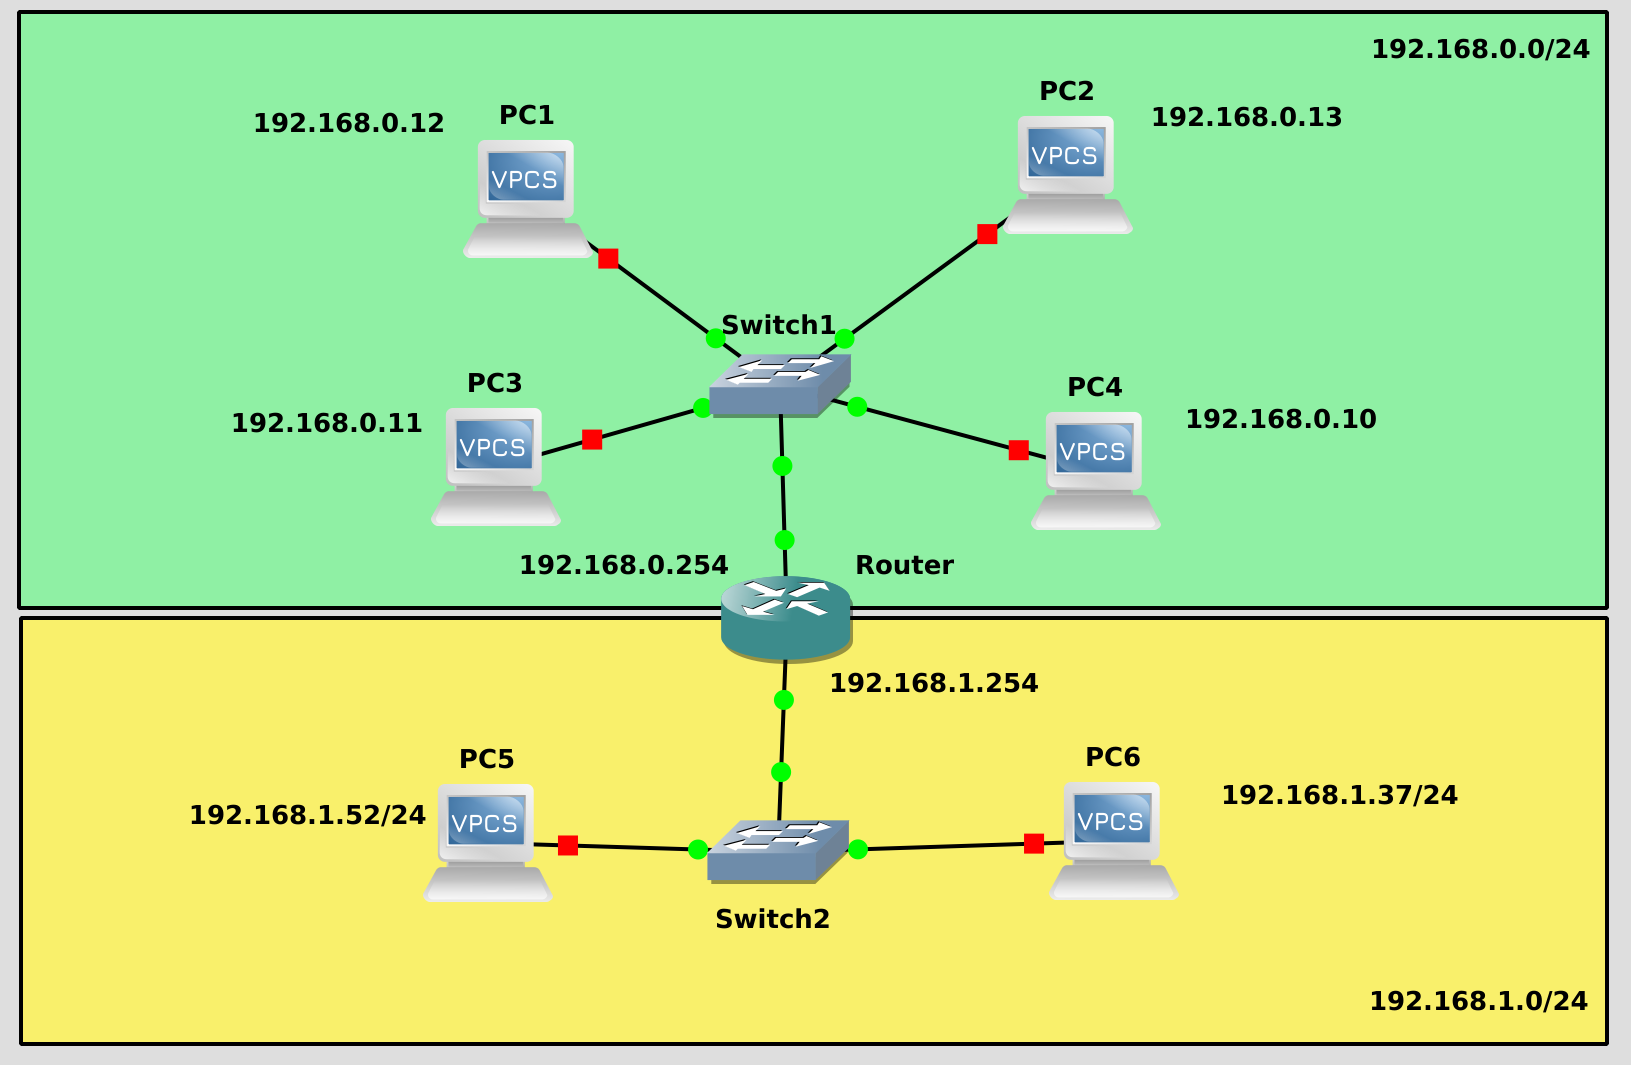 192.168.0.0/24
PC2
PC1
192.168.0.12
192.168.0.13
VPCS
VPCS
Switch1
PC3
PC4
192.168.0.11
192.168.0.10
VPCS
VPCS
192.168.0.254
Router
192.168.1.254
PC5
PC6
192.168.1.52/24
192.168.1.37/24
VPCS
VPCS
Switch2
192.168.1.0/24